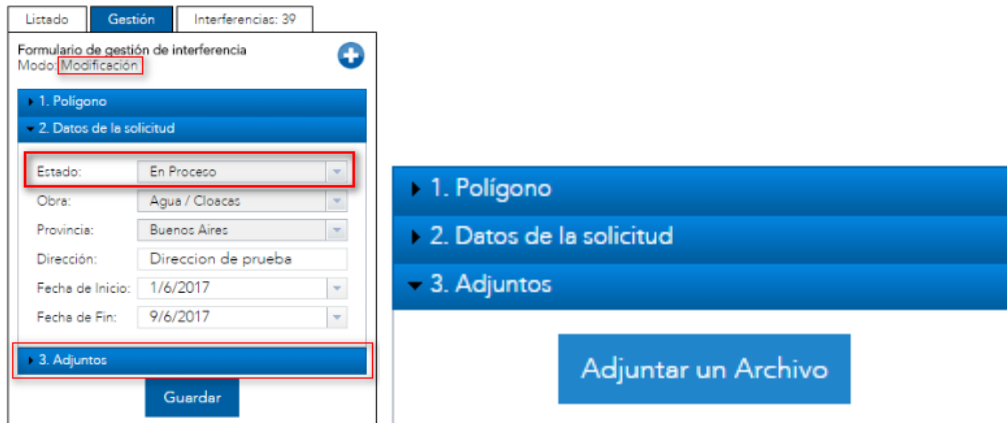 Listado Gestión Interferencias: 39
Formulario de gestión de interferencia
Modo: Modificación
1. Polígono
2. Datos de la solicitud
Estado: En Proceso
Obra: Agua / Cloacas
Provincia: Buenos Aires
Dirección: Direccion de prueba
Fecha de Inicio: 1/6/2017
Fecha de Fin: 9/6/2017
3. Adjuntos
Guardar
1. Polígono
2. Datos de la solicitud
3. Adjuntos
Adjuntar un Archivo